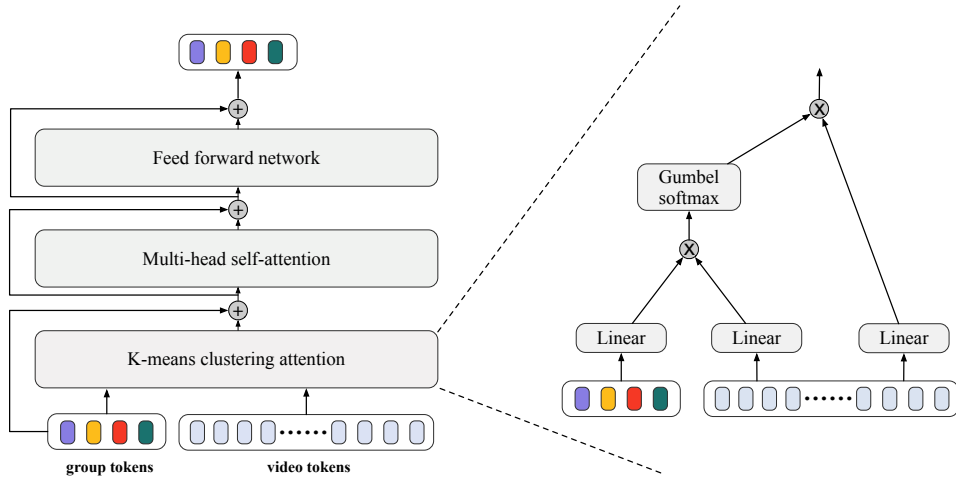 +
Feed forward network
+
Multi-head self-attention
+
K-means clustering attention
group tokens
video tokens
X
Gumbel
softmax
X
Linear
Linear
Linear